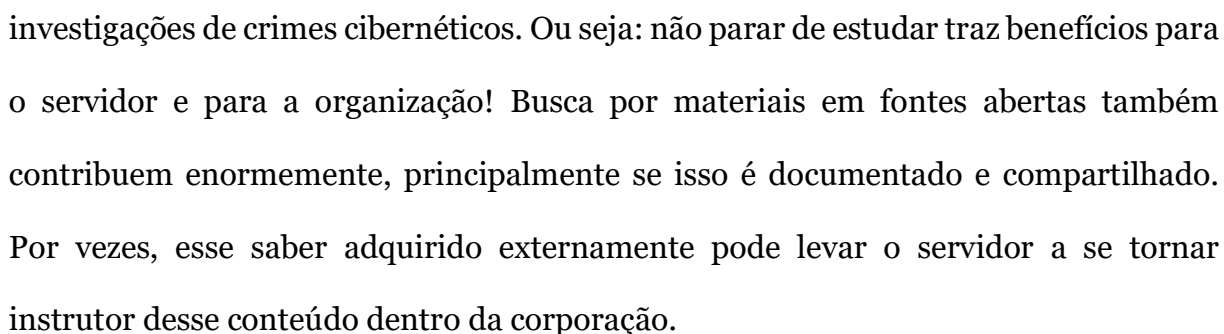 investigações de crimes cibernéticos. Ou seja: não parar de estudar traz benefícios para
o servidor e para a organização! Busca por materiais em fontes abertas também
contribuem enormemente, principalmente se isso é documentado e compartilhado.
Por vezes, esse saber adquirido externamente pode levar o servidor a se tornar
instrutor desse conteúdo dentro da corporação.